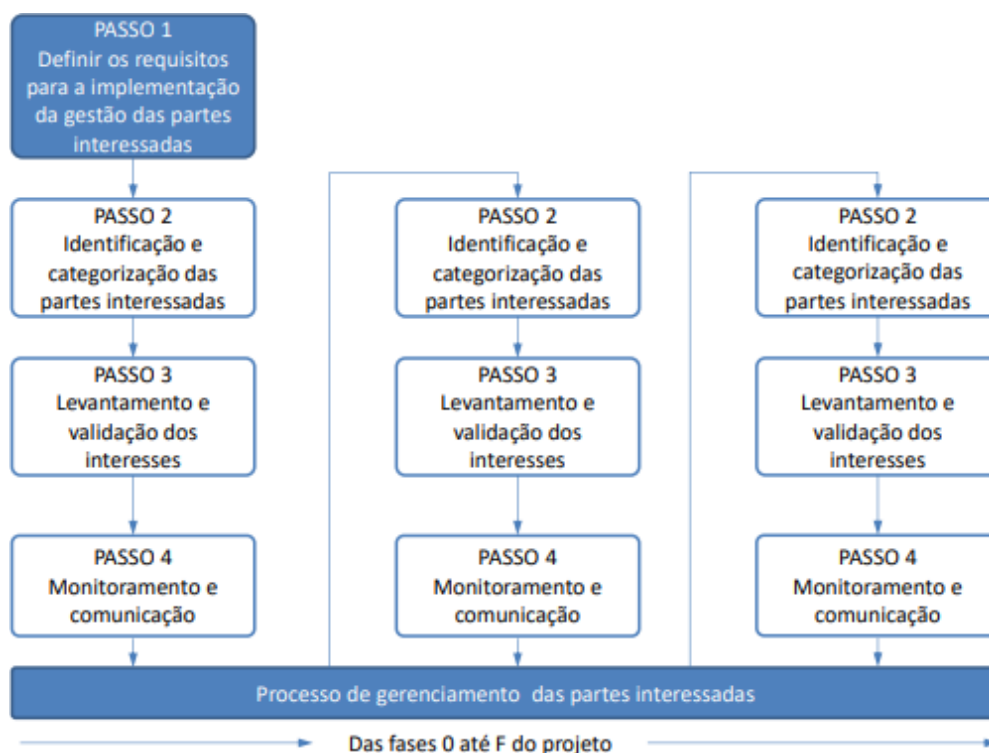 PASSO 1
Definir os requisitos
para a implementação
da gestão das partes
interessadas
PASSO 2
Identificação e
categorização das
partes interessadas
PASSO 3
Levantamento e
validação dos
interesses
PASSO 4
Monitoramento e
comunicação
PASSO 2
Identificação e
categorização das
partes interessadas
PASSO 3
Levantamento e
validação dos
interesses
PASSO 4
Monitoramento e
comunicação
PASSO 2
Identificação e
categorização das
partes interessadas
PASSO 3
Levantamento e
validação dos
interesses
PASSO 4
Monitoramento e
comunicação
Processo de gerenciamento das partes interessadas
Das fases 0 até F do projeto